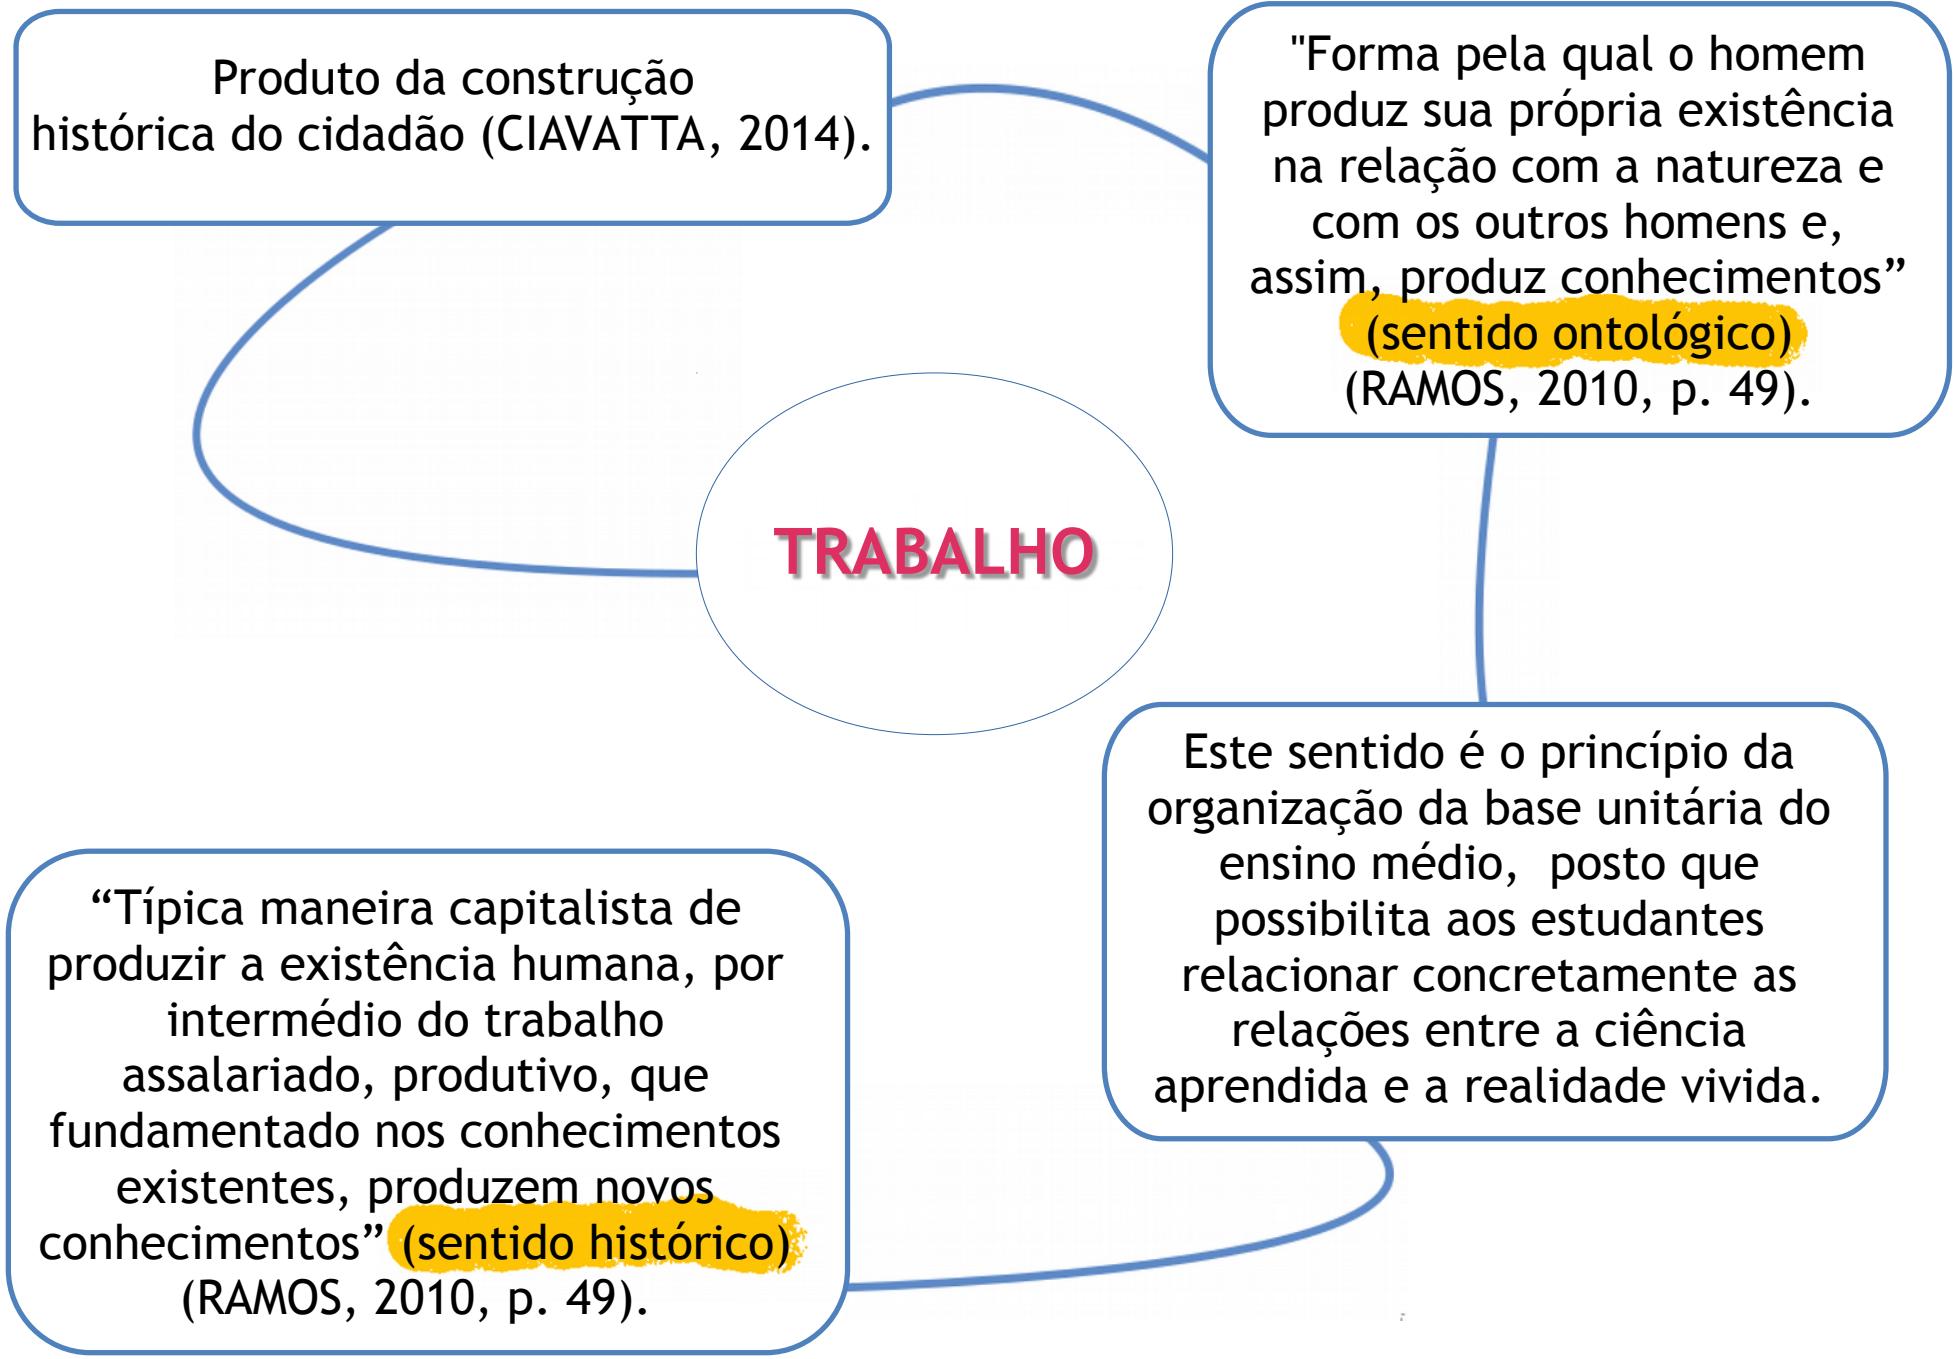 Produto da construção
histórica do cidadão (CIAVATTA, 2014).
"Forma pela qual o homem
produz sua própria existência
na relação com a natureza e
com os outros homens e,
assim, produz conhecimentos”
(sentido ontológico)
(RAMOS, 2010, p. 49).
TRABALHO
Este sentido é o princípio da
organização da base unitária do
ensino médio, posto que
possibilita aos estudantes
relacionar concretamente as
relações entre a ciência
aprendida e a realidade vivida.
“Típica maneira capitalista de
produzir a existência humana, por
intermédio do trabalho
assalariado, produtivo, que
fundamentado nos conhecimentos
existentes, produzem novos
conhecimentos” (sentido histórico)
(RAMOS, 2010, p. 49).